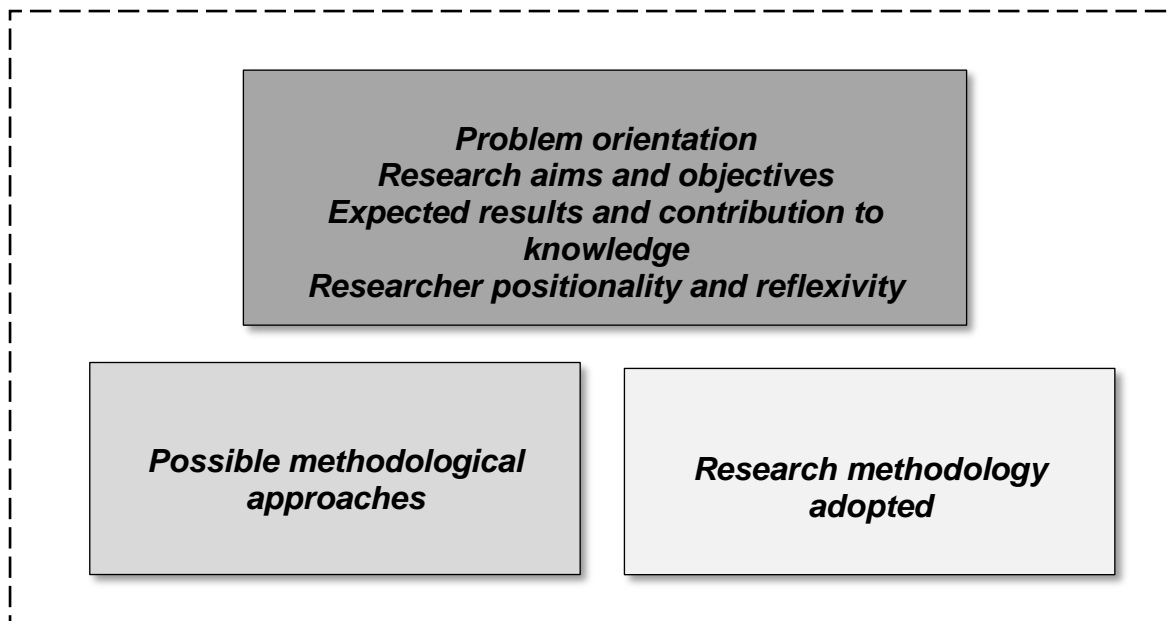 Problem orientation
Research aims and objectives
Expected results and contribution to
knowledge
Researcher positionality and reflexivity
Possible methodological
approaches
Research methodology
adopted